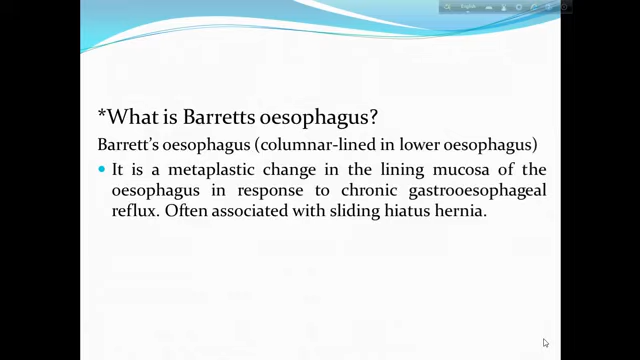 English
*What is Barretts oesophagus?
Barrett's oesophagus (columnar-lined in lower oesophagus)
It is a metaplastic change in the lining mucosa of the
oesophagus in response to chronic gastrooesophageal
reflux. Often associated with sliding hiatus hernia.